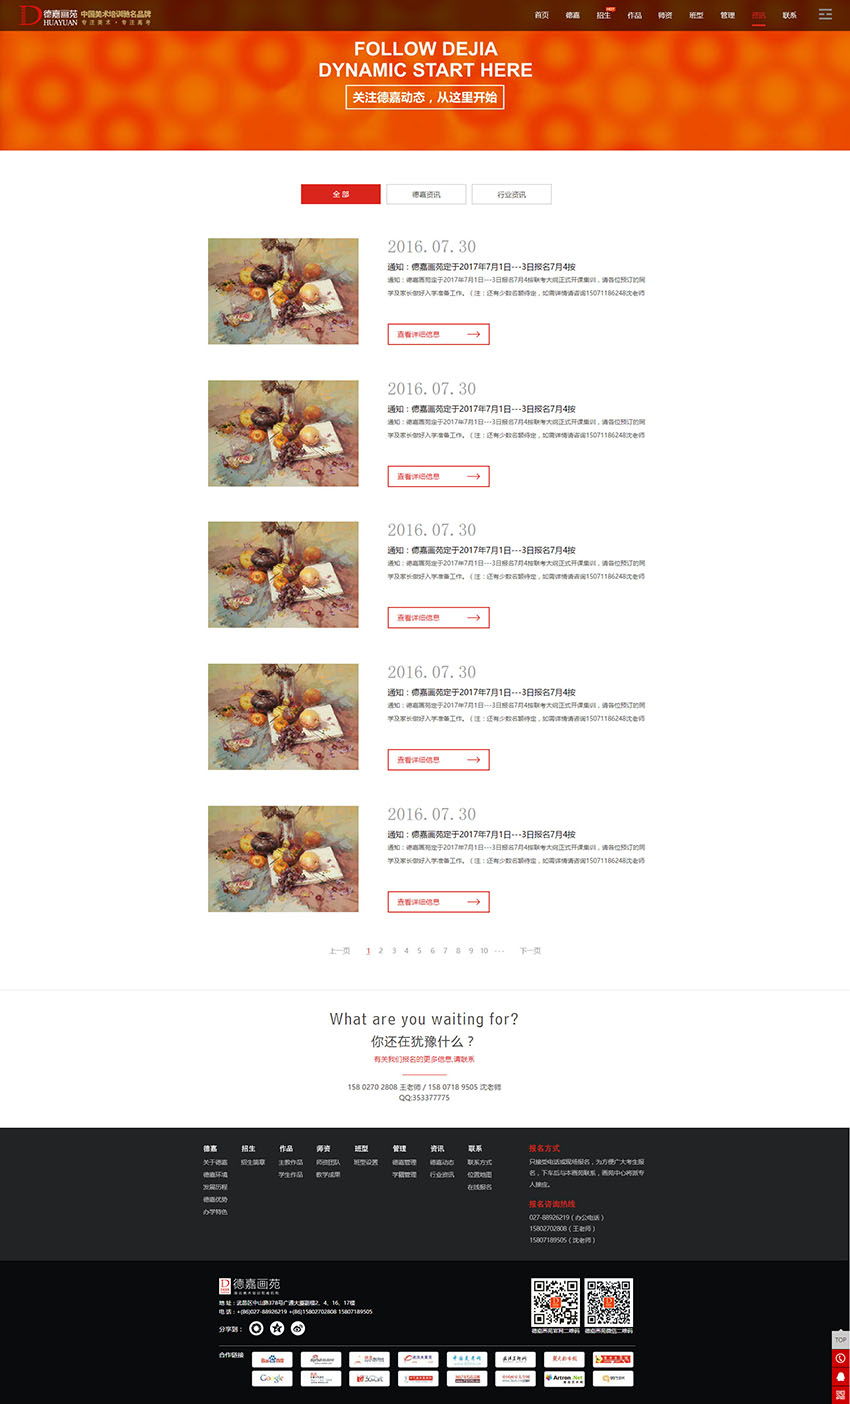 德嘉画苑 中国美术培训驰名品牌
HUAYUAN 专注美术·专注高考
首页 德嘉 招生 HOT 作品 师资 班型 管理 资讯 联系
FOLLOW DEJIA
DYNAMIC START HERE
关注德嘉动态，从这里开始
全部 德嘉资讯 行业资讯
2016.07.30
通知：德嘉画苑定于2017年7月1日---3日报名7月4按
通知：德嘉画苑定于2017年7月1日---3日报名7月4按联考大纲正式开课集训，请各位预订的同
学及家长做好入学准备工作。（注：还有少数名额待定，如需详情请咨询15071186248沈老师
查看详细信息
2016.07.30
通知：德嘉画苑定于2017年7月1日---3日报名7月4按
通知：德嘉画苑定于2017年7月1日---3日报名7月4按联考大纲正式开课集训，请各位预订的同
学及家长做好入学准备工作。（注：还有少数名额待定，如需详情请咨询15071186248沈老师
查看详细信息
2016.07.30
通知：德嘉画苑定于2017年7月1日---3日报名7月4按
通知：德嘉画苑定于2017年7月1日---3日报名7月4按联考大纲正式开课集训，请各位预订的同
学及家长做好入学准备工作。（注：还有少数名额待定，如需详情请咨询15071186248沈老师
查看详细信息
2016.07.30
通知：德嘉画苑定于2017年7月1日---3日报名7月4按
通知：德嘉画苑定于2017年7月1日---3日报名7月4按联考大纲正式开课集训，请各位预订的同
学及家长做好入学准备工作。（注：还有少数名额待定，如需详情请咨询15071186248沈老师
查看详细信息
2016.07.30
通知：德嘉画苑定于2017年7月1日---3日报名7月4按
通知：德嘉画苑定于2017年7月1日---3日报名7月4按联考大纲正式开课集训，请各位预订的同
学及家长做好入学准备工作。（注：还有少数名额待定，如需详情请咨询15071186248沈老师
查看详细信息
上一页 1 2 3 4 5 6 7 8 9 10 ··· 下一页
What are you waiting for?
你还在犹豫什么？
有关我们报名的更多信息,请联系
158 0270 2808 王老师 / 158 0718 9505 沈老师
QQ:353377775
德嘉 招生 作品 师资 班型 管理 资讯 联系 报名方式
关于德嘉 招生简章 主教作品 师资团队 班型设置 德嘉管理 德嘉动态 联系方式 只接受电话或现场报名，为方便广大考生报
德嘉环境 学生作品 教学成果 学籍管理 行业资讯 位置地图 名，下车后与本画苑联系，画苑中心将派专
发展历程 在线报名 人接应。
德嘉优势
办学特色
报名咨询热线
027-88926219（办公电话）
15802702808（王老师）
15807189505（沈老师）
德嘉画苑
地 址：武昌区中山路378号广通大厦副楼2、4、16、17楼
电 话：+(86)027-88926219 +(86)15802702808 15807189505
分享到：
德嘉画苑官网二维码 德嘉画苑微信二维码
TOP
合作链接 Baidu百度
Google Artron.Net